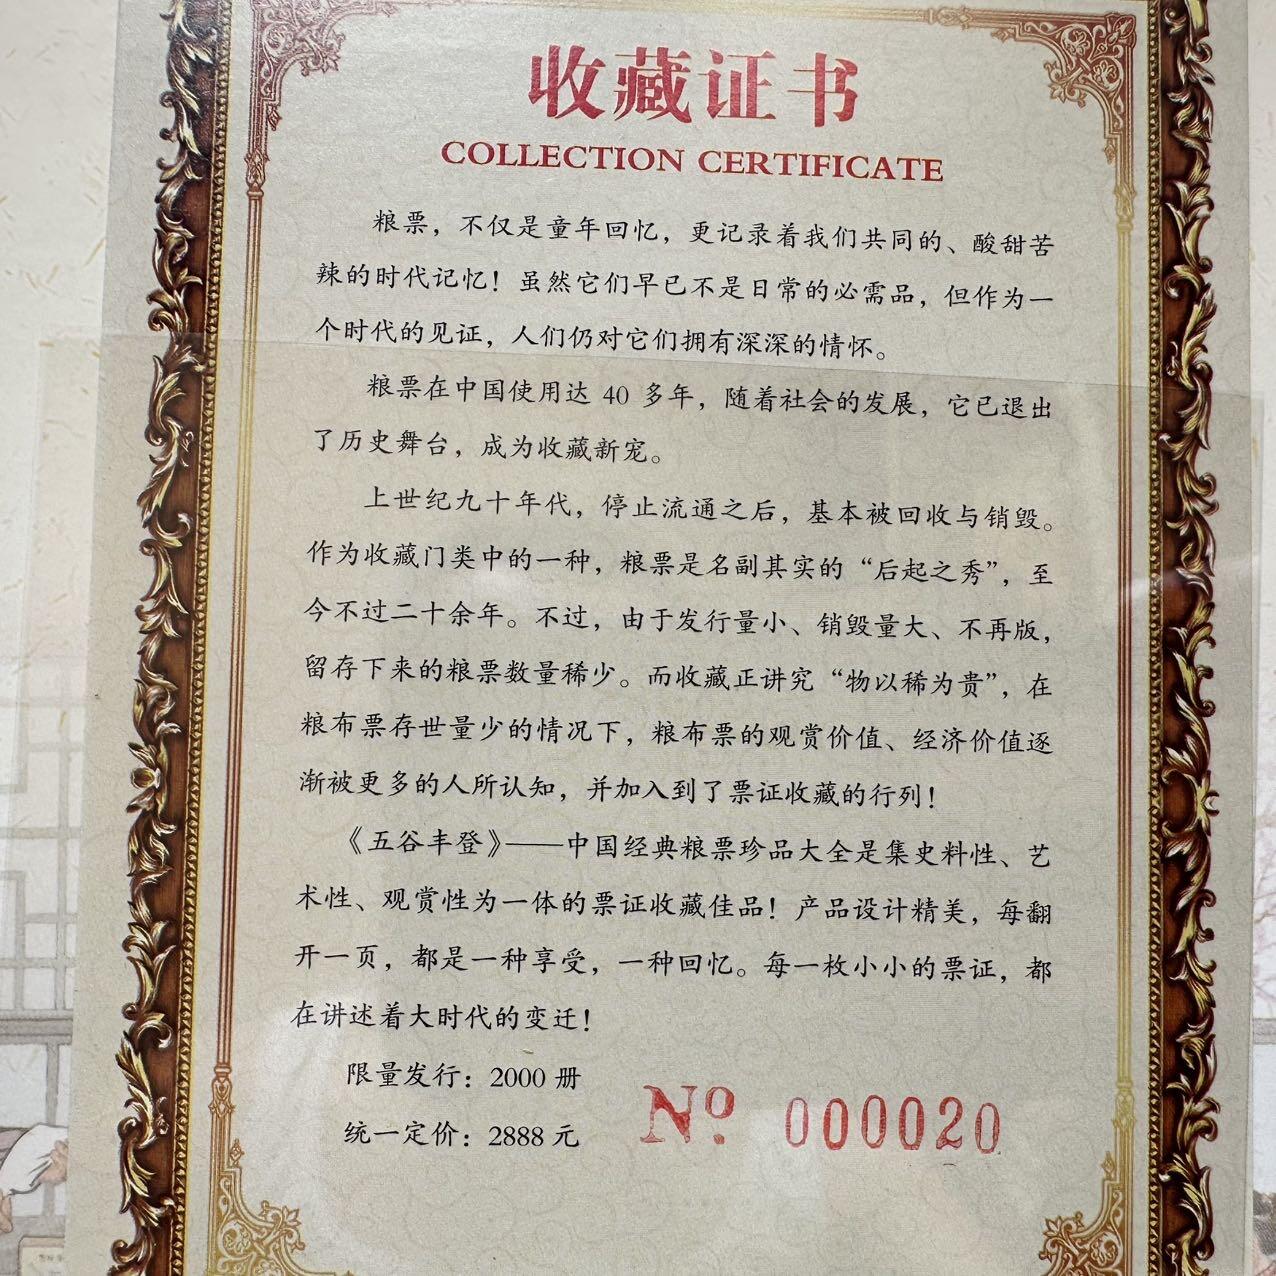 收藏证书
COLLECTION CERTIFICATE
粮票，不仅是童年回忆，更记录着我们共同的、酸甜苦
辣的时代记忆！虽然它们早已不是日常的必需品，但作为一
个时代的见证，人们仍对它们拥有深深的情怀。
粮票在中国使用达 40 多年，随着社会的发展，它已退出
了历史舞台，成为收藏新宠。
上世纪九十年代，停止流通之后，基本被回收与销毁。
作为收藏门类中的一种，粮票是名副其实的“后起之秀”，至
今不过二十余年。不过，由于发行量小、销毁量大、不再版，
留存下来的粮票数量稀少。而收藏正讲究“物以稀为贵”，在
粮布票存世量少的情况下，粮布票的观赏价值、经济价值逐
渐被更多的人所认知，并加入到了票证收藏的行列！
《五谷丰登》——中国经典粮票珍品大全是集史料性、艺
术性、观赏性为一体的票证收藏佳品！产品设计精美，每翻
开一页，都是一种享受，一种回忆。每一枚小小的票证，都
在讲述着大时代的变迁！
限量发行：2000 册
统一定价：2888 元
№ 000020